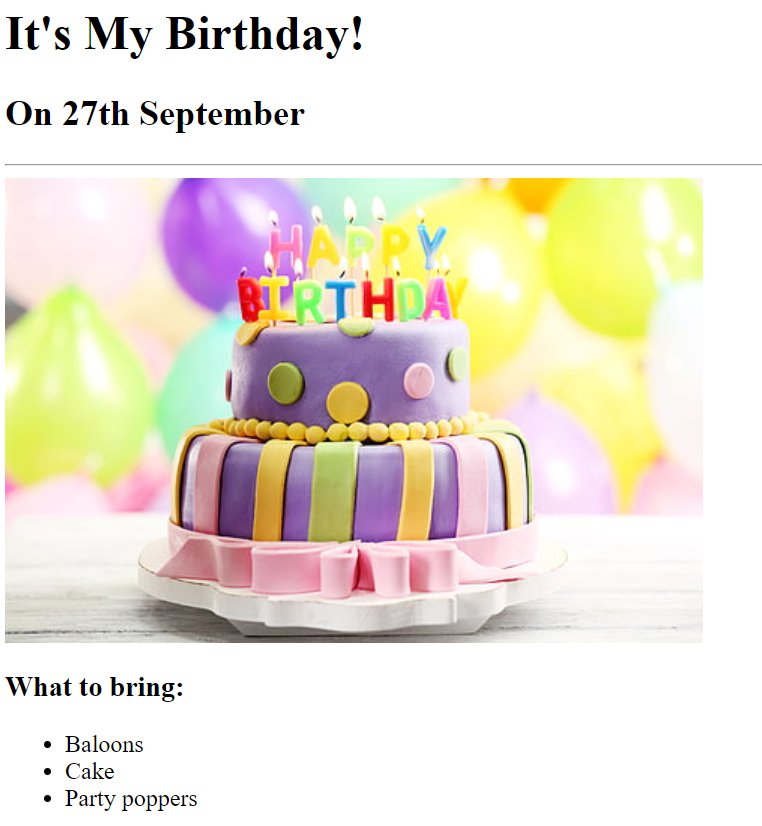 It's My Birthday!
On 27th September
HAPPY
BIRTHDAY
What to bring:
Baloons
Cake
Party poppers